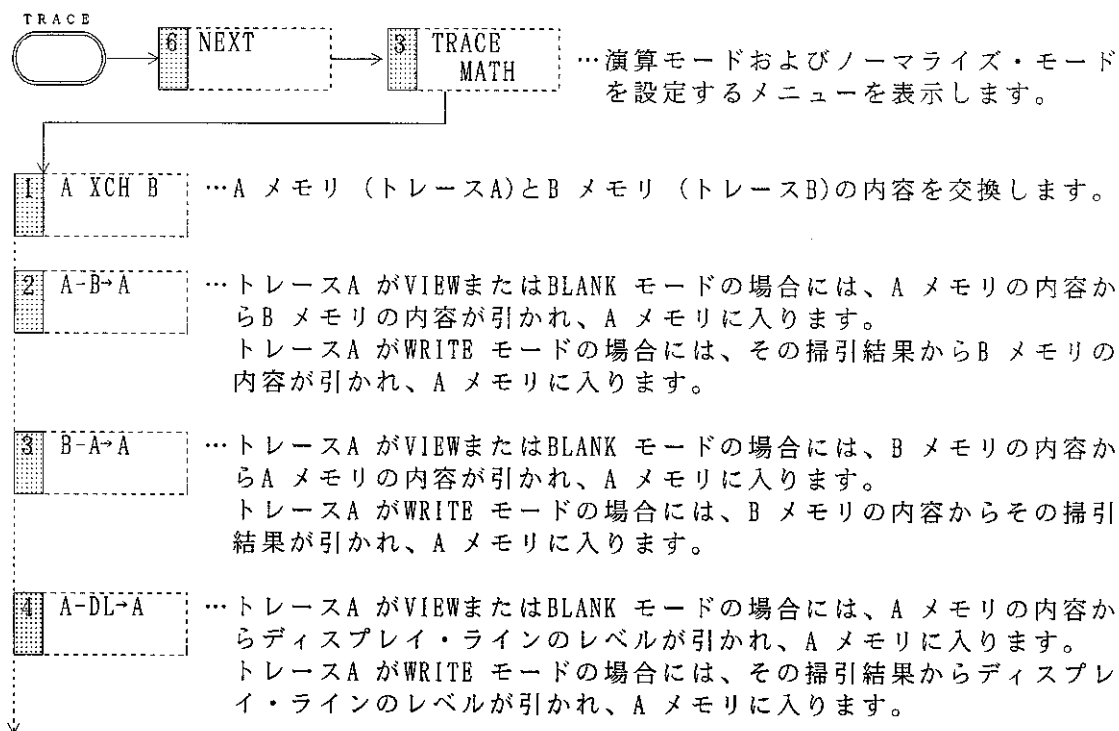 TRACE
6 NEXT
3 TRACE
MATH
…演算モードおよびノーマライズ・モード
を設定するメニューを表示します。
1 A XCH B
…A メモリ (トレースA)とB メモリ (トレースB)の内容を交換します。
2 A-B→A
…トレースA がVIEWまたはBLANK モードの場合には、A メモリの内容か
らB メモリの内容が引かれ、A メモリに入ります。
トレースA がWRITE モードの場合には、その掃引結果からB メモリの
内容が引かれ、A メモリに入ります。
3 B-A→A
…トレースA がVIEWまたはBLANK モードの場合には、B メモリの内容か
らA メモリの内容が引かれ、A メモリに入ります。
トレースA がWRITE モードの場合には、B メモリの内容からその掃引
結果が引かれ、A メモリに入ります。
4 A-DL→A
…トレースA がVIEWまたはBLANK モードの場合には、A メモリの内容か
らディスプレイ・ラインのレベルが引かれ、A メモリに入ります。
トレースA がWRITE モードの場合には、その掃引結果からディスプレ
イ・ラインのレベルが引かれ、A メモリに入ります。